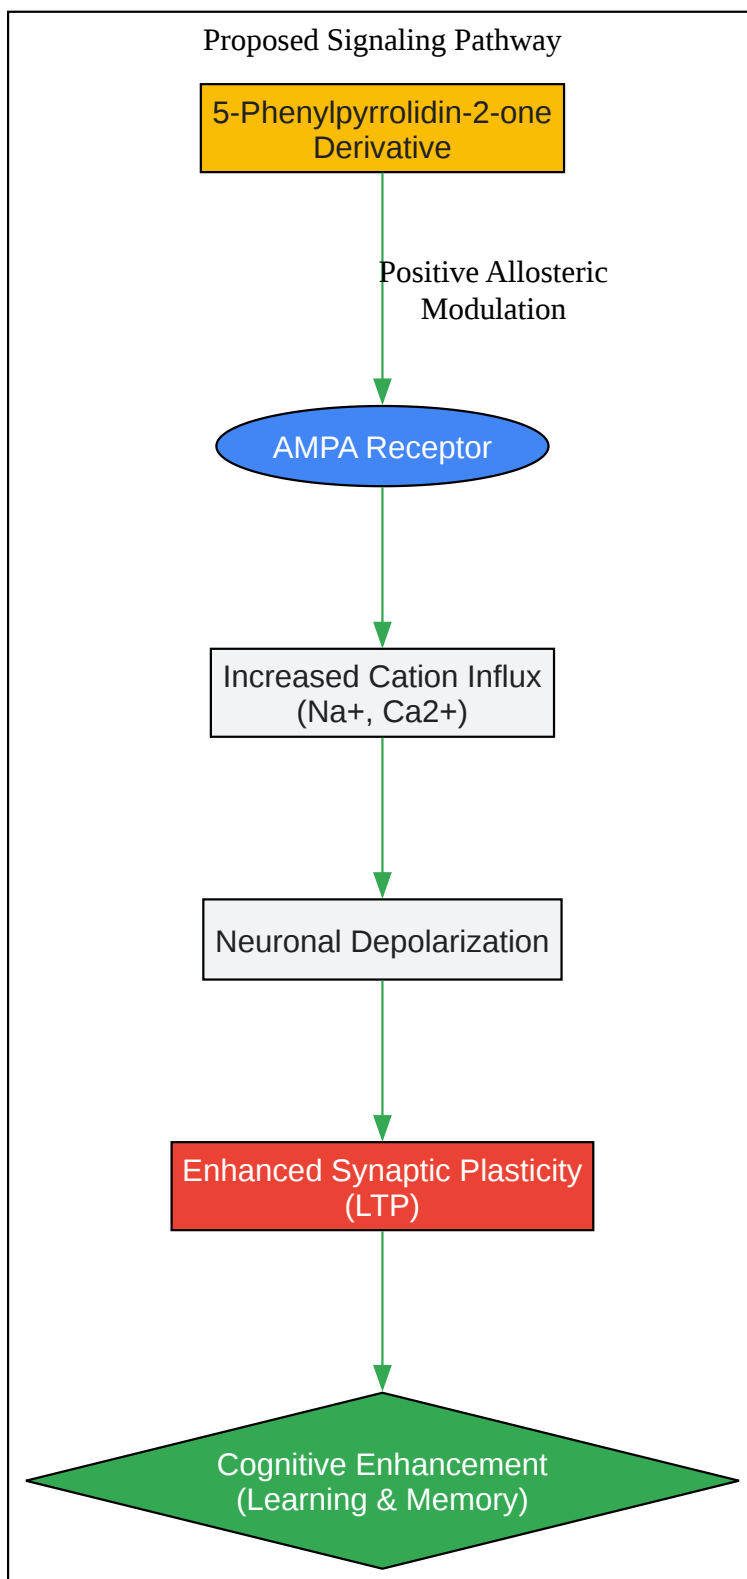 Proposed Signaling Pathway
5-Phenylpyrrolidin-2-one
Derivative
Positive Allosteric
Modulation
AMPA Receptor
Increased Cation Influx
(Na+, Ca2+)
Neuronal Depolarization
Enhanced Synaptic Plasticity
(LTP)
Cognitive Enhancement
(Learning & Memory)